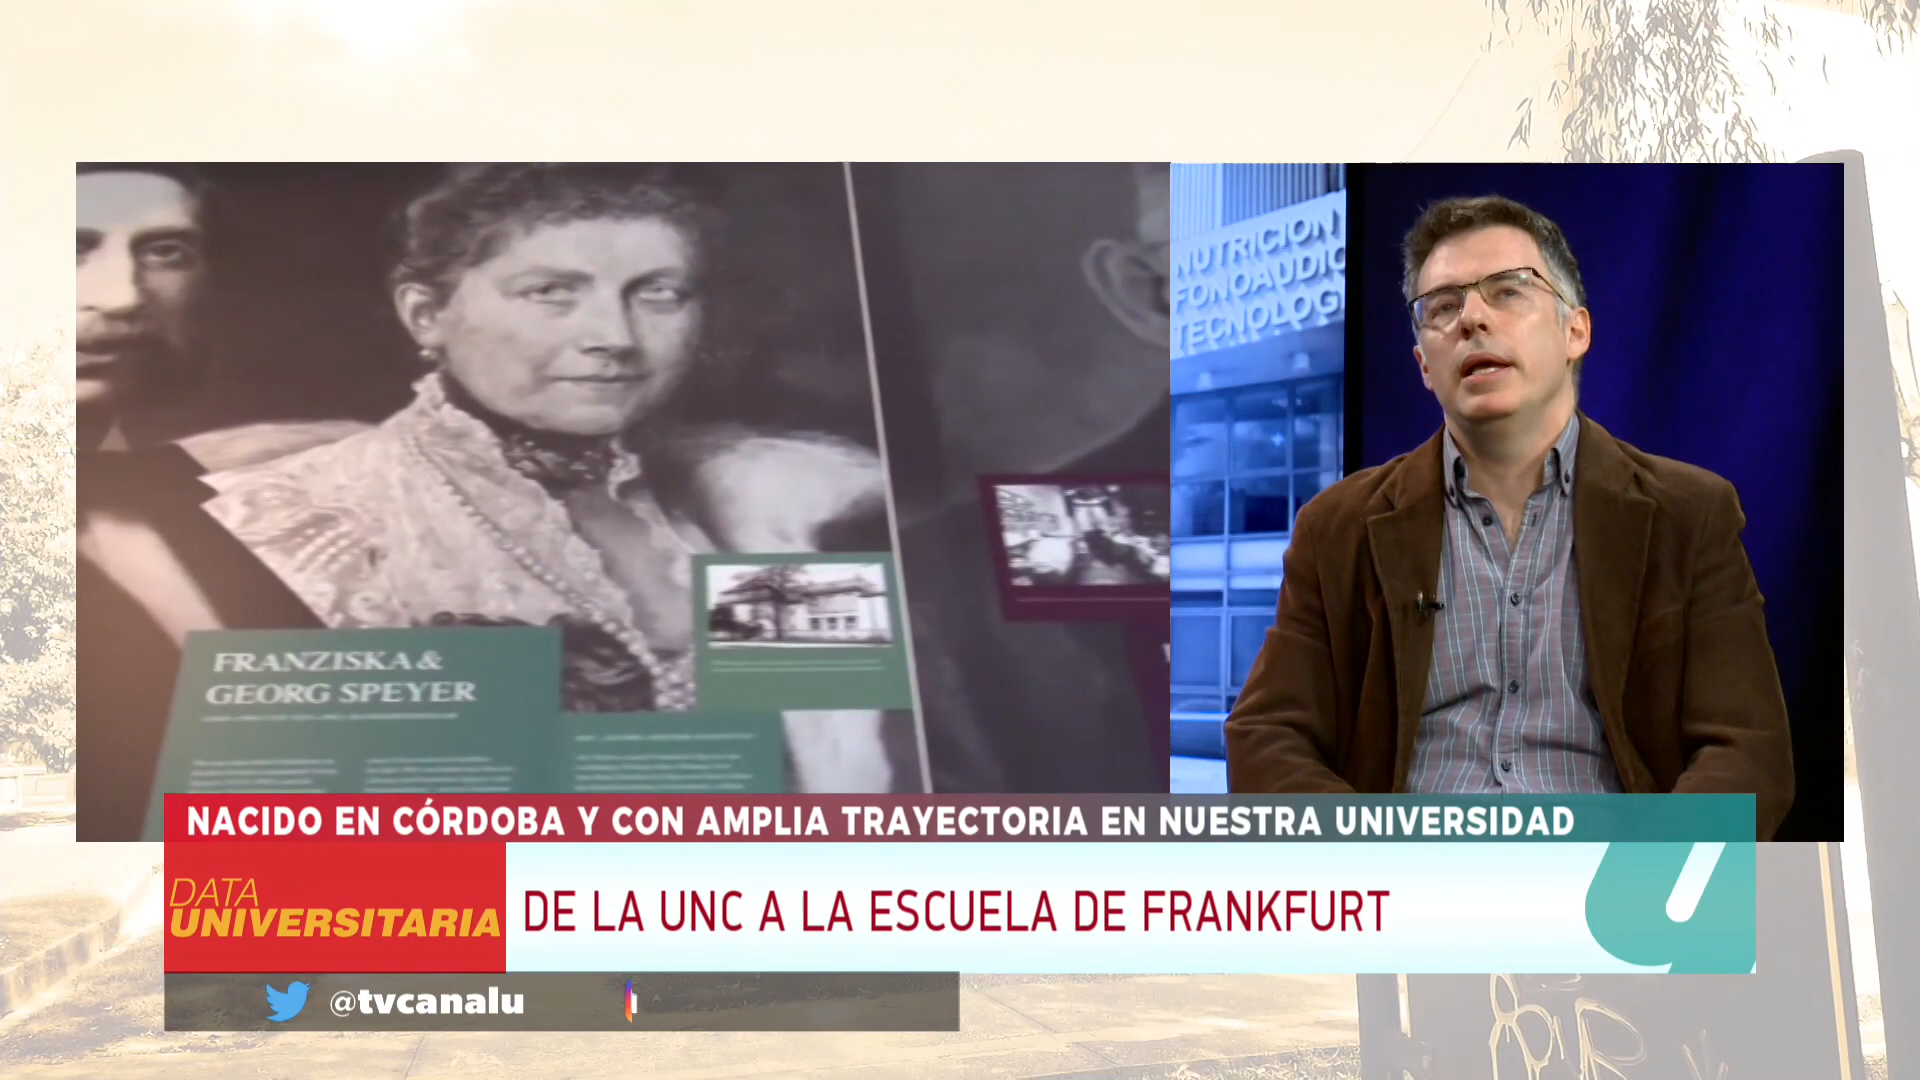 NUTRICION
FONOAUDIO
TECNOLOG
FRANZISKA &
GEORG SPEYER
NACIDO EN CÓRDOBA Y CON AMPLIA TRAYECTORIA EN NUESTRA UNIVERSIDAD
DATA
UNIVERSITARIA
DE LA UNC A LA ESCUELA DE FRANKFURT
@tvcanalu